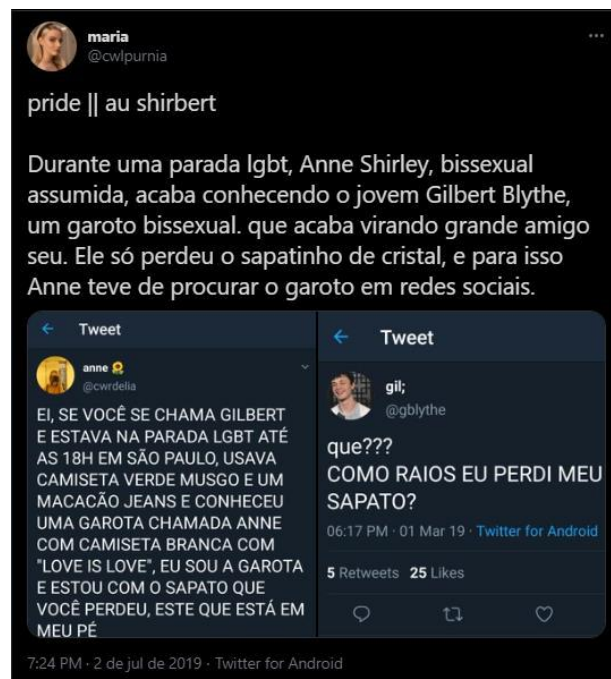 maria
@cwlpurnia
pride || au shirbert
Durante uma parada lgbt, Anne Shirley, bissexual
assumida, acaba conhecendo o jovem Gilbert Blythe,
um garoto bissexual. que acaba virando grande amigo
seu. Ele só perdeu o sapatinho de cristal, e para isso
Anne teve de procurar o garoto em redes sociais.
Tweet
anne 🌻
@cwrdelia
EI, SE VOCÊ SE CHAMA GILBERT
E ESTAVA NA PARADA LGBT ATÉ
AS 18H EM SÃO PAULO, USAVA
CAMISETA VERDE MUSGO E UM
MACACÃO JEANS E CONHECEU
UMA GAROTA CHAMADA ANNE
COM CAMISETA BRANCA COM
"LOVE IS LOVE", EU SOU A GAROTA
E ESTOU COM O SAPATO QUE
VOCÊ PERDEU, ESTE QUE ESTÁ EM
MEU PÉ
Tweet
gil;
@gblythe
que???
COMO RAIOS EU PERDI MEU
SAPATO?
06:17 PM · 01 Mar 19 · Twitter for Android
5 Retweets 25 Likes
7:24 PM · 2 de jul de 2019 · Twitter for Android